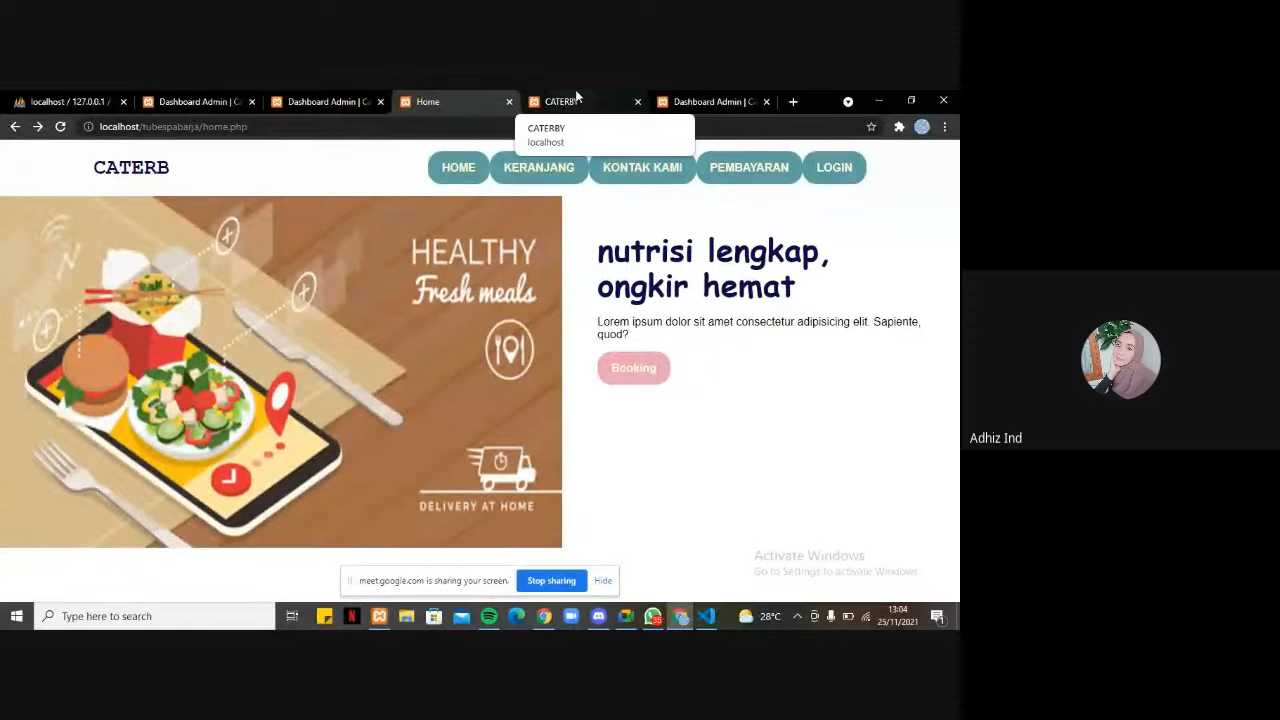 localhost / 127.0.0.1 /
Dashboard Admin | C
Dashboard Admin | C
Home
CATERBY
Dashboard Admin | C
localhost/tubespabarja/home.php
CATERBY
localhost
CATERB
HOME
KERANJANG
KONTAK KAMI
PEMBAYARAN
LOGIN
HEALTHY
Fresh meals
DELIVERY AT HOME
nutrisi lengkap,
ongkir hemat
Lorem ipsum dolor sit amet consectetur adipisicing elit. Sapiente,
quod?
Booking
Adhiz Ind
Activate Windows
Go to Settings to activate Windows.
meet.google.com is sharing your screen.
Stop sharing
Hide
Type here to search
28°C
13:04
25/11/2021